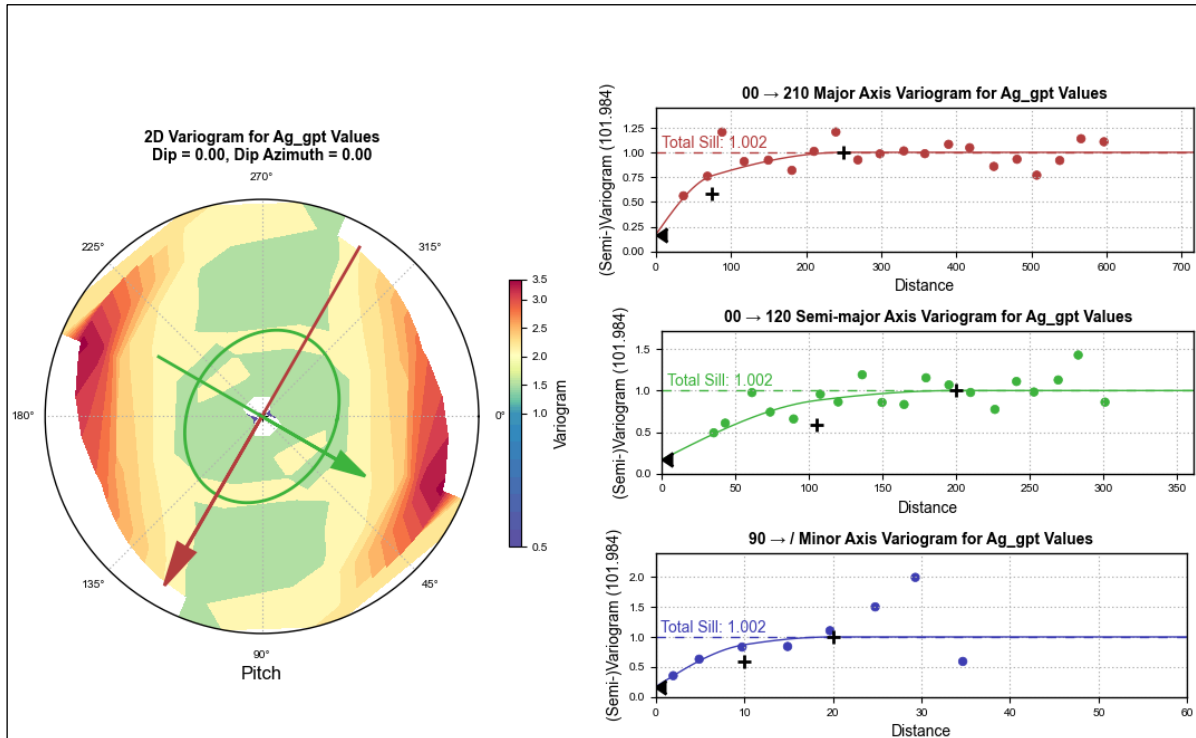 2D Variogram for Ag_gpt Values
Dip = 0.00, Dip Azimuth = 0.00
270°
225°
315°
180°
0°
135°
45°
90°
Pitch
3.5
3.0
2.5
2.0
1.5
1.0
0.5
Variogram
00 → 210 Major Axis Variogram for Ag_gpt Values
(Semi-)Variogram (101.984)
1.25
1.00
0.75
0.50
0.25
0.00
Total Sill: 1.002
0 100 200 300 400 500 600 700
Distance
00 → 120 Semi-major Axis Variogram for Ag_gpt Values
(Semi-)Variogram (101.984)
1.5
1.0
0.5
0.0
Total Sill: 1.002
0 50 100 150 200 250 300 350
Distance
90 → / Minor Axis Variogram for Ag_gpt Values
(Semi-)Variogram (101.984)
2.0
1.5
1.0
0.5
0.0
Total Sill: 1.002
0 10 20 30 40 50 60
Distance